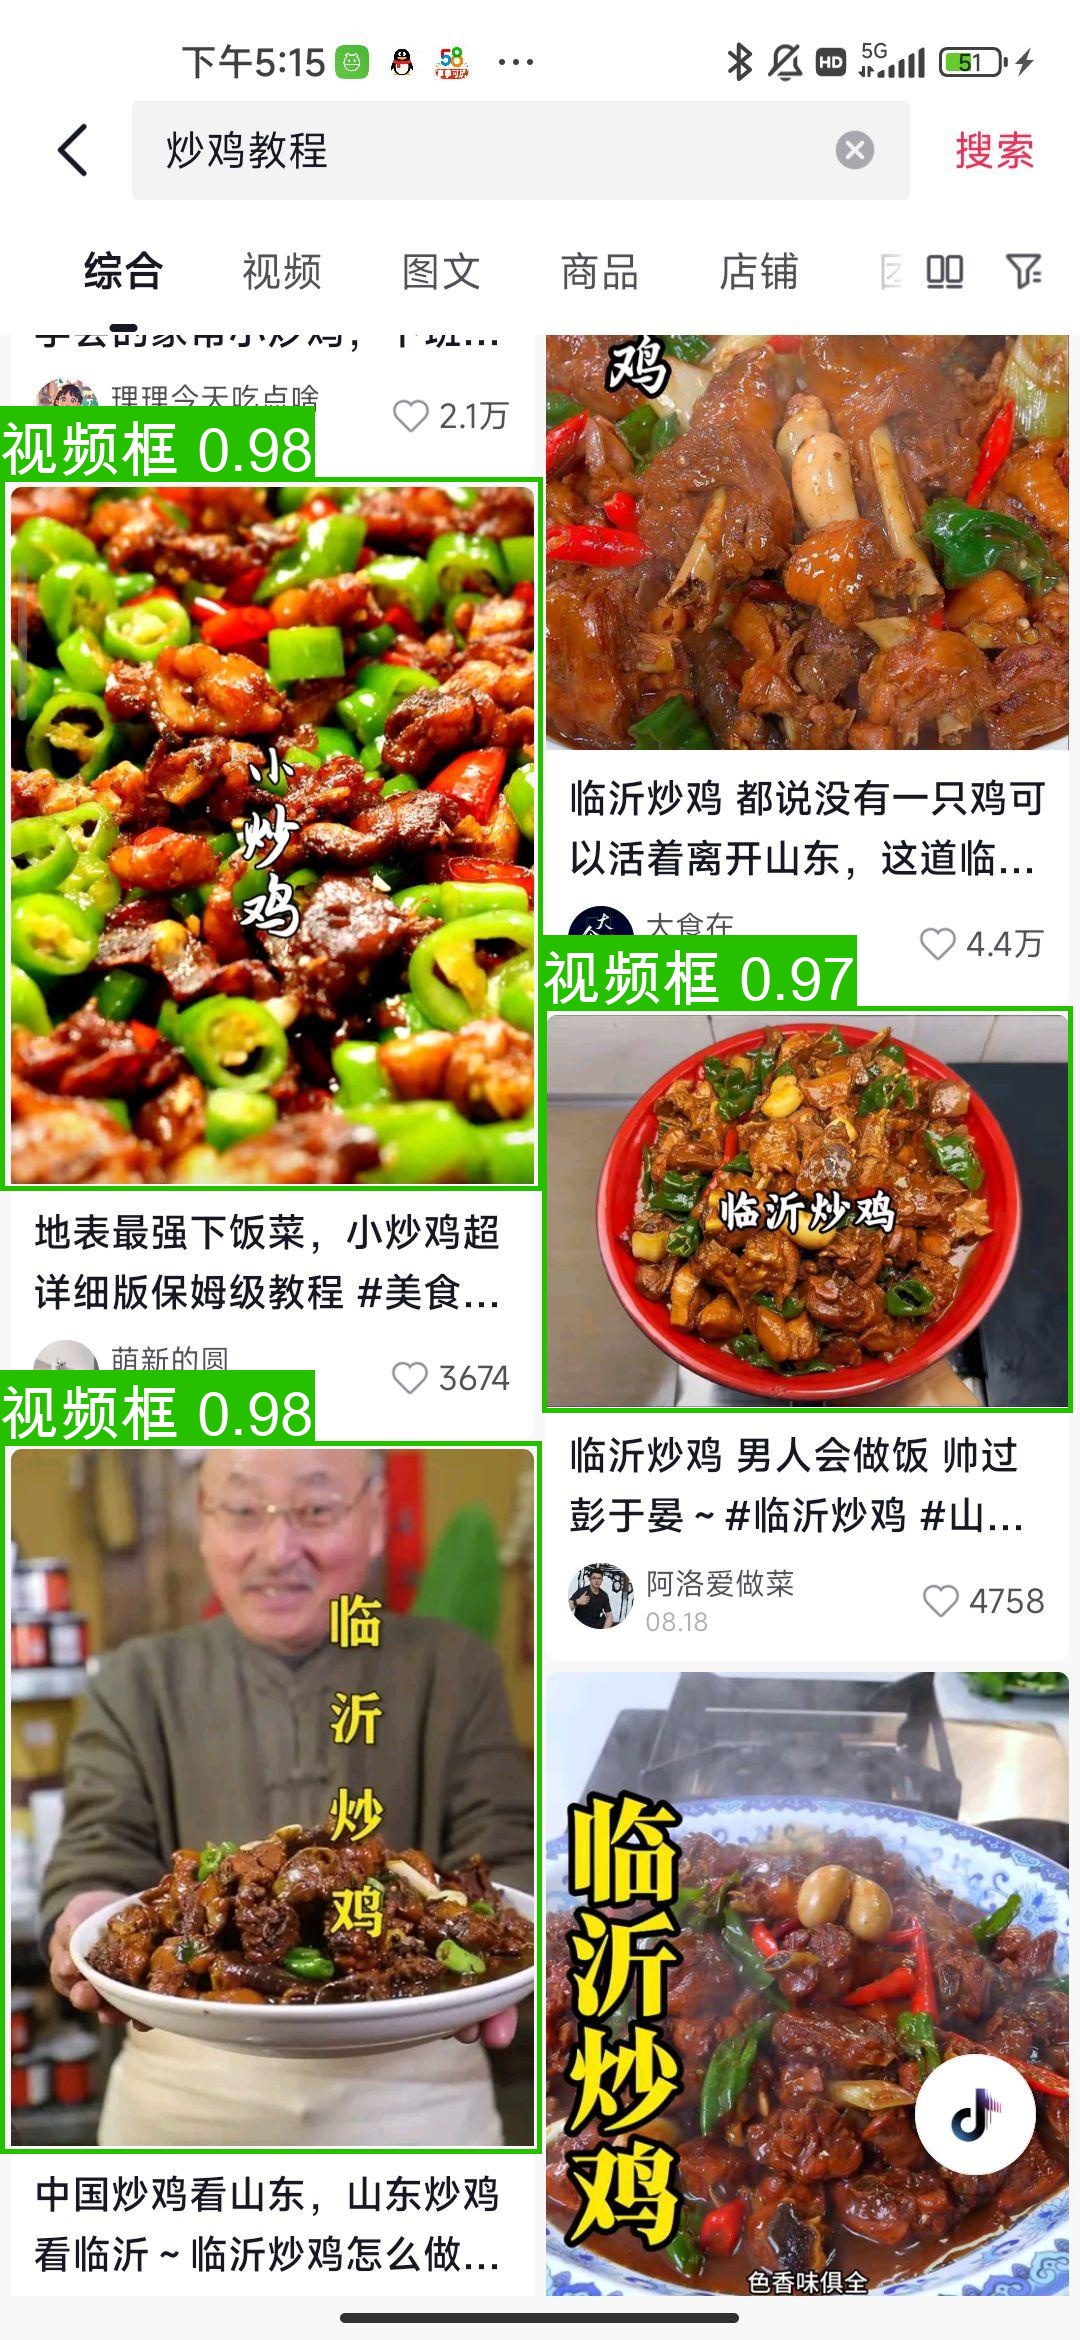 下午5:15
58
HD
5G
51
炒鸡教程
搜索
综合
视频
图文
商品
店铺
学会的家常小炒鸡，下班...
理理今天吃点啥
2.1万
视频框 0.98
小炒鸡
地表最强下饭菜，小炒鸡超
详细版保姆级教程 #美食...
萌新的圆
3674
视频框 0.98
临沂炒鸡
中国炒鸡看山东，山东炒鸡
看临沂～临沂炒鸡怎么做...
鸡
临沂炒鸡 都说没有一只鸡可
以活着离开山东，这道临...
大食在
4.4万
视频框 0.97
临沂炒鸡
临沂炒鸡 男人会做饭 帅过
彭于晏～#临沂炒鸡 #山...
阿洛爱做菜
08.18
4758
临沂炒鸡
色香味俱全